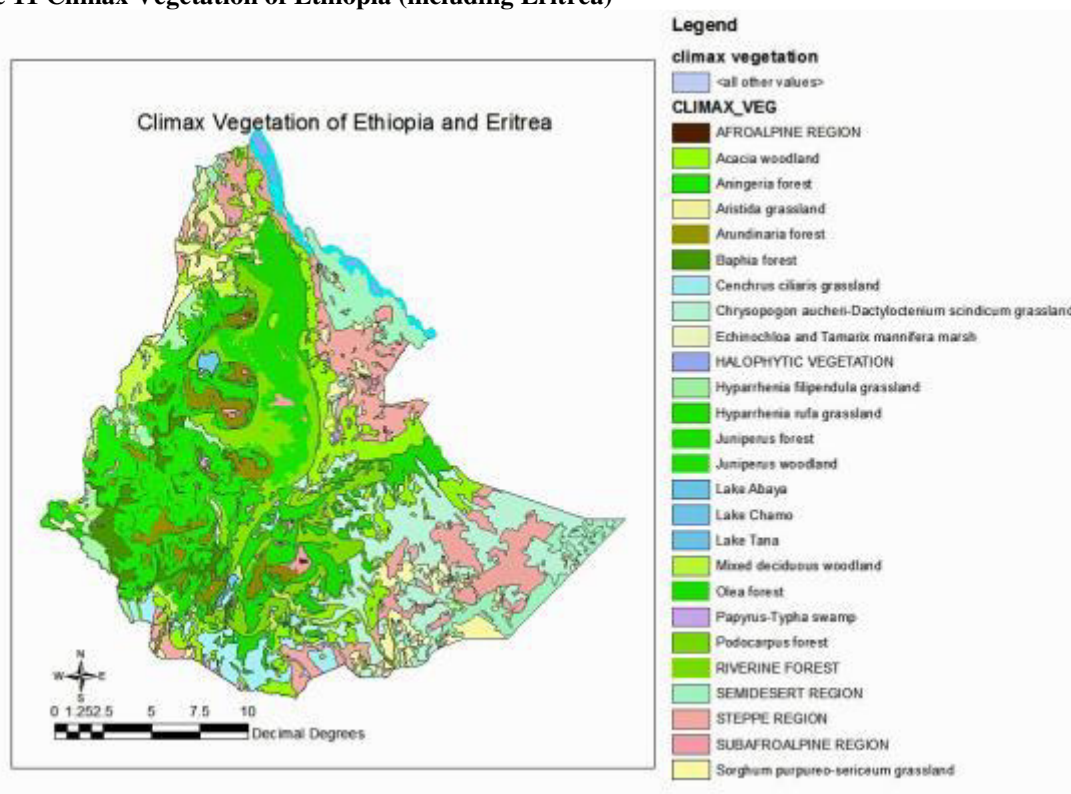 11 Climax Vegetation of Ethiopia (including Eritrea)
Legend
climax vegetation
<all other values>
CLIMAX_VEG
AFROALPINE REGION
Acacia woodland
Aningeria forest
Aristida grassland
Arundinaria forest
Baphia forest
Cenchrus ciliaris grassland
Chrysopogon aucheri-Dactyloctenium scindicum grassland
Echinochloa and Tamarix mannifera marsh
HALOPHYTIC VEGETATION
Hyparrhenia filipendula grassland
Hyparrhenia rufa grassland
Juniperus forest
Juniperus woodland
Lake Abaya
Lake Chamo
Lake Tana
Mixed deciduous woodland
Olea forest
Papyrus-Typha swamp
Podocarpus forest
RIVERINE FOREST
SEMIDESERT REGION
STEPPE REGION
SUBAFROALPINE REGION
Sorghum purpureo-sericeum grassland
Climax Vegetation of Ethiopia and Eritrea
N
W E
S
0 1.252.5 5 7.5 10
Decimal Degrees